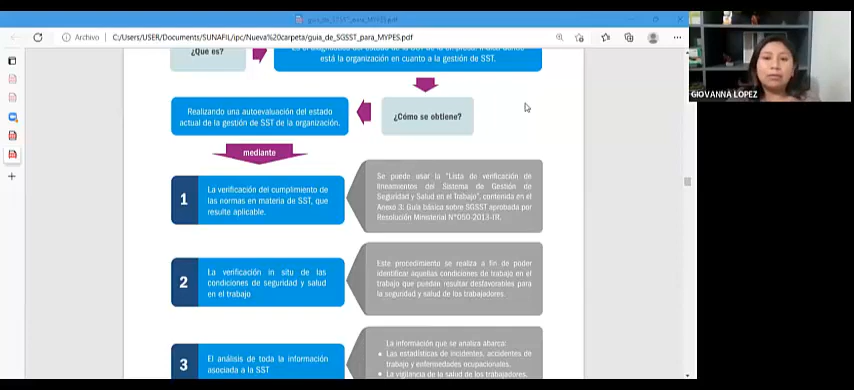 guia_de_SGSST_para_MYPES.pdf
Archivo | C:/Users/USER/Documents/SUNAFIL/ipc/Nueva%20carpeta/guia_de_SGSST_para_MYPES.pdf
GIOVANNA LOPEZ
¿Qué es?
está la organización en cuanto a la gestión de SST.
Realizando una autoevaluación del estado
actual de la gestión de SST de la organización.
¿Cómo se obtiene?
mediante
1
La verificación del cumplimiento de
las normas en materia de SST, que
resulte aplicable.
Se puede usar la "Lista de verificación de
lineamientos del Sistema de Gestión de
Seguridad y Salud en el Trabajo", contenida en el
Anexo 3: Guía básica sobre SGSST aprobada por
Resolución Ministerial N°050-2013-TR.
2
La verificación in situ de las
condiciones de seguridad y salud
en el trabajo
Este procedimiento se realiza a fin de poder
identificar aquellas condiciones de trabajo en el
trabajo que puedan resultar desfavorables para
la seguridad y salud de los trabajadores.
3
El análisis de toda la información
asociada a la SST
La información que se analiza abarca:
• Las estadísticas de incidentes, accidentes de
trabajo y enfermedades ocupacionales.
• La vigilancia de la salud de los trabajadores.